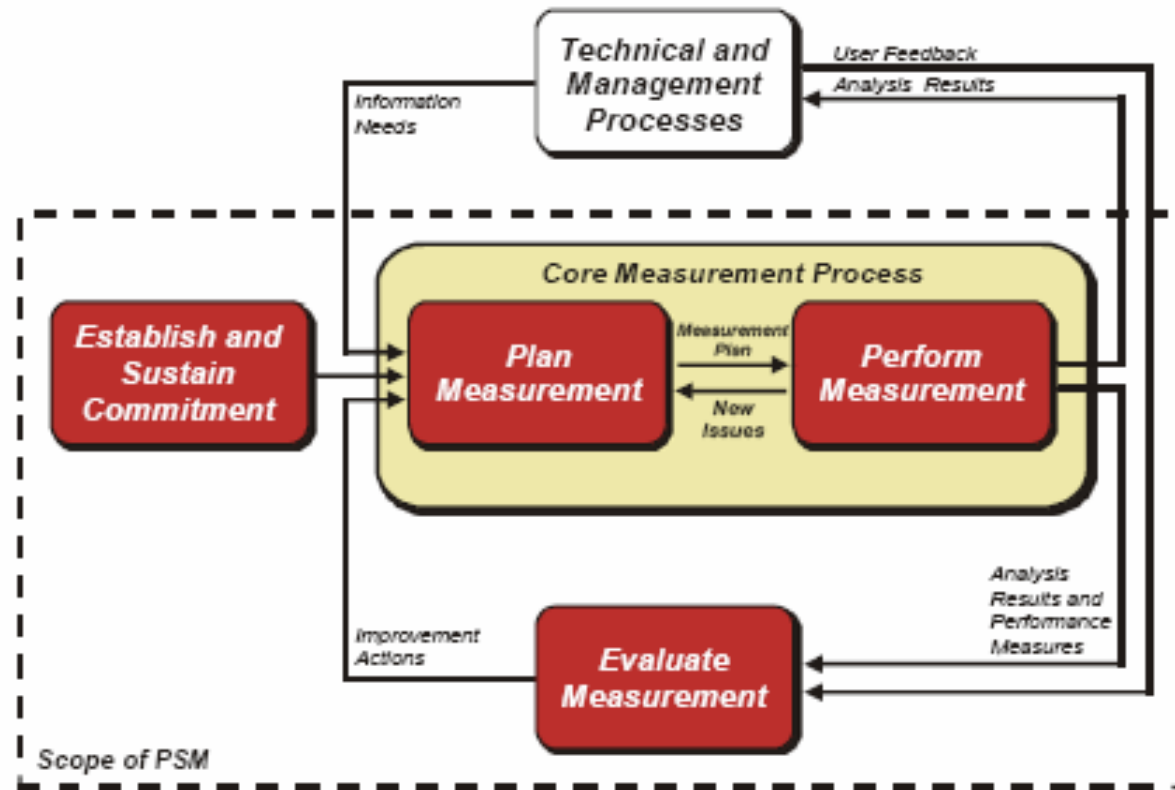 Technical and
Management
Processes
User Feedback
Analysis Results
Information
Needs
Core Measurement Process
Establish and
Sustain
Commitment
Plan
Measurement
Measurement
Plan
New
Issues
Perform
Measurement
Analysis
Results and
Performance
Measures
Improvement
Actions
Evaluate
Measurement
Scope of PSM